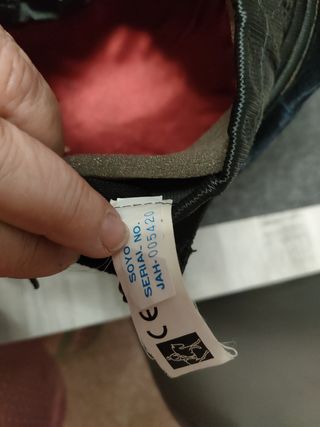 SOYO
SERIAL NO.
JAH-005420
CE